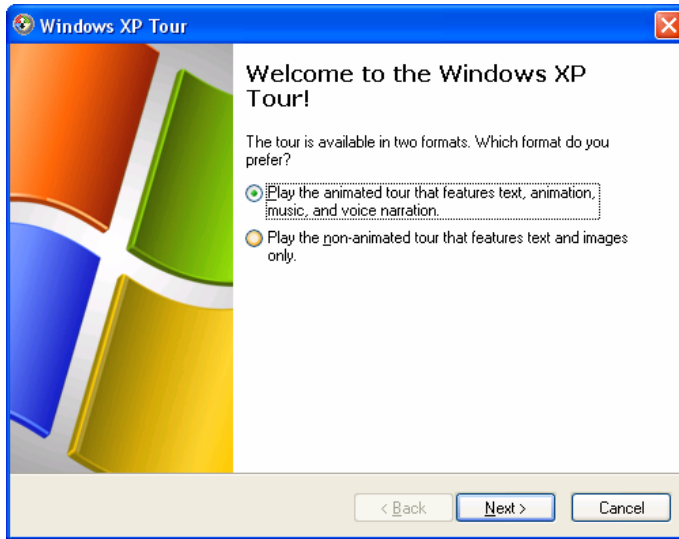 Windows XP Tour
Welcome to the Windows XP
Tour!
The tour is available in two formats. Which format do you
prefer?
Play the animated tour that features text, animation,
music, and voice narration.
Play the non-animated tour that features text and images
only.
< Back Next > Cancel